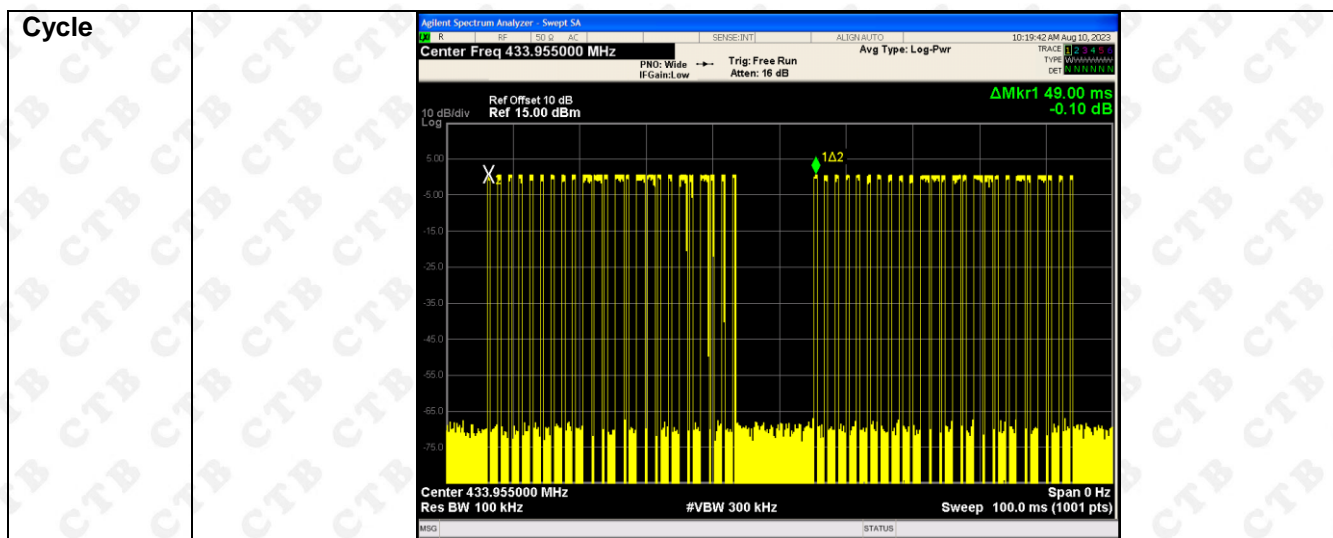 Cycle
Agilent Spectrum Analyzer - Swept SA
R RF 50 Ω AC SENSE:INT ALIGN AUTO 10:19:42 AM Aug 10, 2023
Center Freq 433.955000 MHz Avg Type: Log-Pwr TRACE 1 2 3 4 5 6
PNO: Wide Trig: Free Run TYPE W
IFGain:Low Atten: 16 dB DET N N N N N N
ΔMkr1 49.00 ms
Ref Offset 10 dB -0.10 dB
10 dB/div Ref 15.00 dBm
Log
1Δ2
5.00
-5.00
-15.0
-25.0
-35.0
-45.0
-55.0
-65.0
-75.0
Center 433.955000 MHz Span 0 Hz
Res BW 100 kHz #VBW 300 kHz Sweep 100.0 ms (1001 pts)
MSG STATUS
CTB